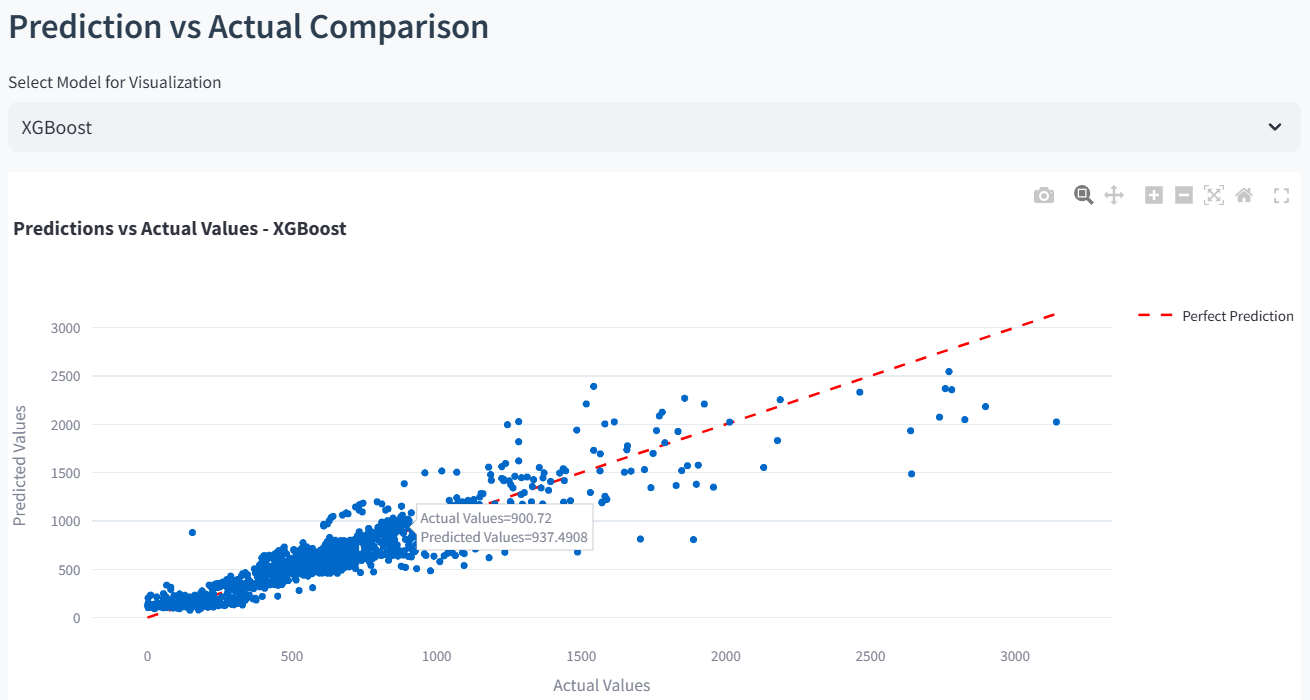 Prediction vs Actual Comparison
Select Model for Visualization
XGBoost
Predictions vs Actual Values - XGBoost
Perfect Prediction
3000
2500
2000
1500
1000
500
0
Predicted Values
Actual Values=900.72
Predicted Values=937.4908
0
500
1000
1500
2000
2500
3000
Actual Values